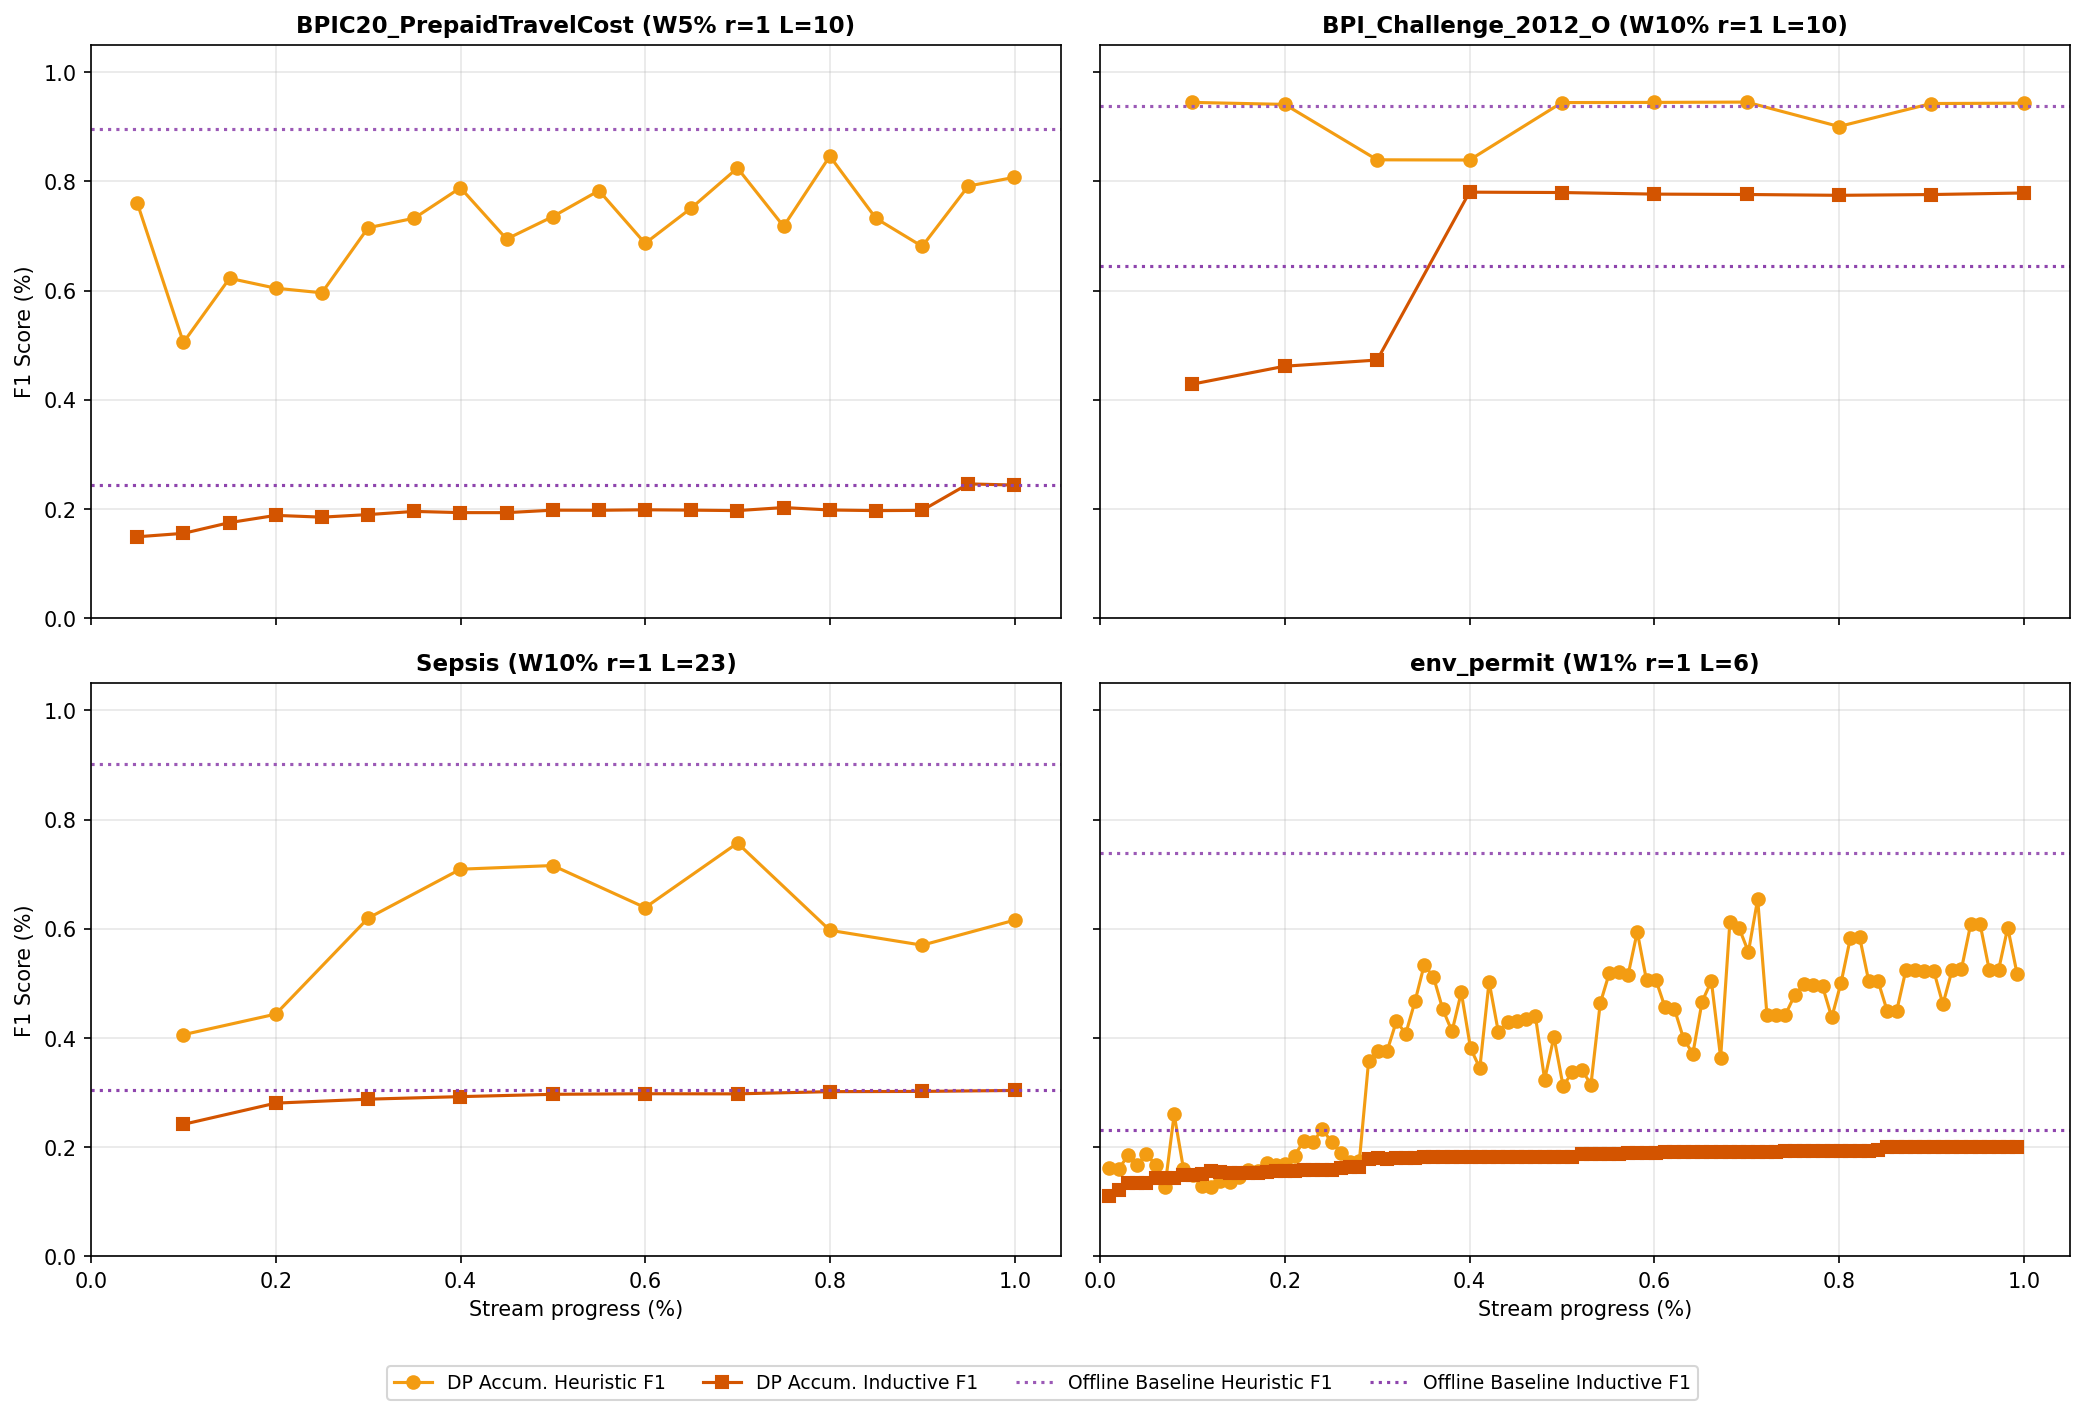 BPIC20_PrepaidTravelCost (W5% r=1 L=10)
BPI_Challenge_2012_O (W10% r=1 L=10)
1.0
0.8
0.6
0.4
0.2
0.0
F1 Score (%)
Sepsis (W10% r=1 L=23)
env_permit (W1% r=1 L=6)
1.0
0.8
0.6
0.4
0.2
0.0
F1 Score (%)
0.0 0.2 0.4 0.6 0.8 1.0
0.0 0.2 0.4 0.6 0.8 1.0
Stream progress (%)
Stream progress (%)
DP Accum. Heuristic F1 DP Accum. Inductive F1 Offline Baseline Heuristic F1 Offline Baseline Inductive F1